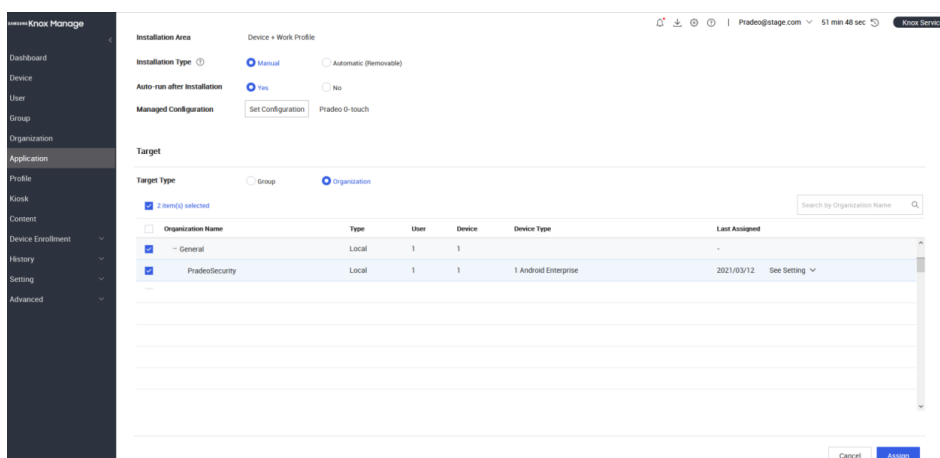 SAMSUNG Knox Manage
Pradeo@stage.com 51 min 48 sec Knox Servic
Dashboard
Device
User
Group
Organization
Application
Profile
Kiosk
Content
Device Enrollment
History
Setting
Advanced
Installation Area Device + Work Profile
Installation Type Manual Automatic (Removable)
Auto-run after Installation Yes No
Managed Configuration Set Configuration Pradeo 0-touch
Target
Target Type Group Organization
2 item(s) selected Search by Organization Name
Organization Name Type User Device Device Type Last Assigned
General Local 1 1 -
PradeoSecurity Local 1 1 1 Android Enterprise 2021/03/12 See Setting
Cancel Assign